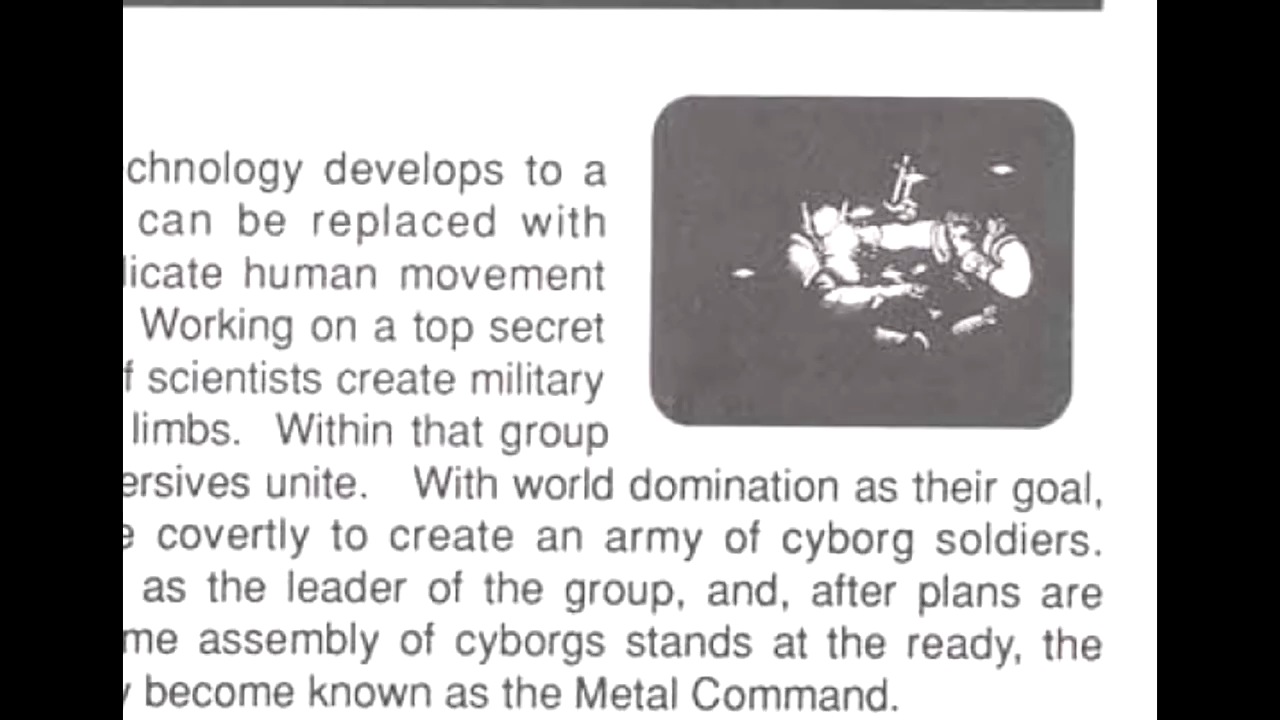 chnology develops to a
can be replaced with
licate human movement
Working on a top secret
f scientists create military
limbs. Within that group
ersives unite. With world domination as their goal,
e covertly to create an army of cyborg soldiers.
as the leader of the group, and, after plans are
me assembly of cyborgs stands at the ready, the
y become known as the Metal Command.